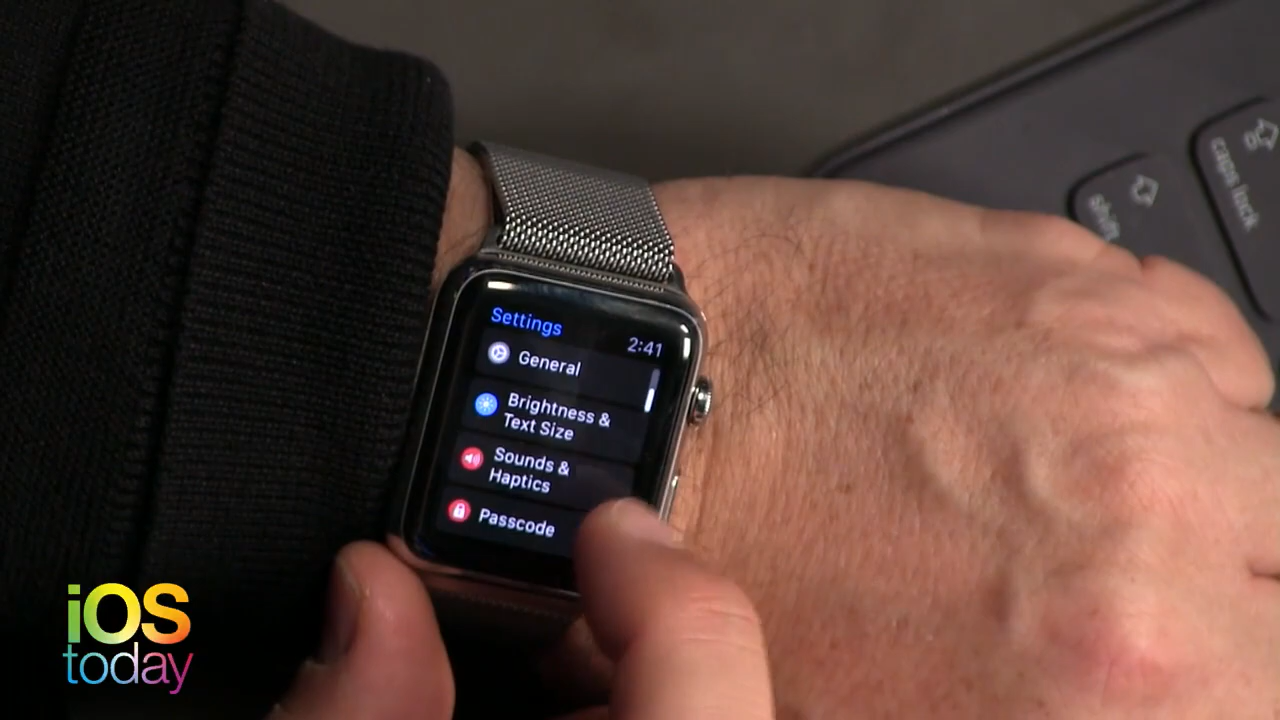 Settings
2:41
General
Brightness &
Text Size
Sounds &
Haptics
Passcode
shift
caps lock
iOS
today